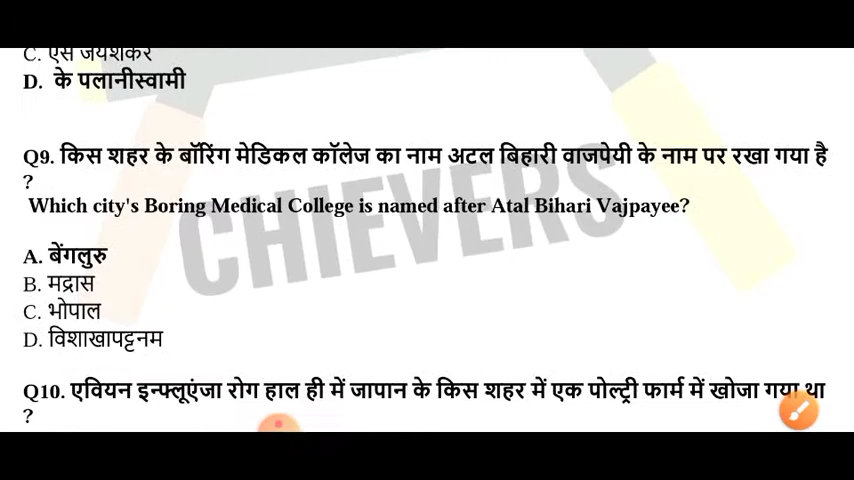 C. एस जयशंकर
D. के पलानीस्वामी
Q9. किस शहर के बॉरिंग मेडिकल कॉलेज का नाम अटल बिहारी वाजपेयी के नाम पर रखा गया है
?
Which city's Boring Medical College is named after Atal Bihari Vajpayee?
CHIEVERS
A. बेंगलुरु
B. मद्रास
C. भोपाल
D. विशाखापट्टनम
Q10. एवियन इन्फ्लूएंजा रोग हाल ही में जापान के किस शहर में एक पोल्ट्री फार्म में खोजा गया था
?